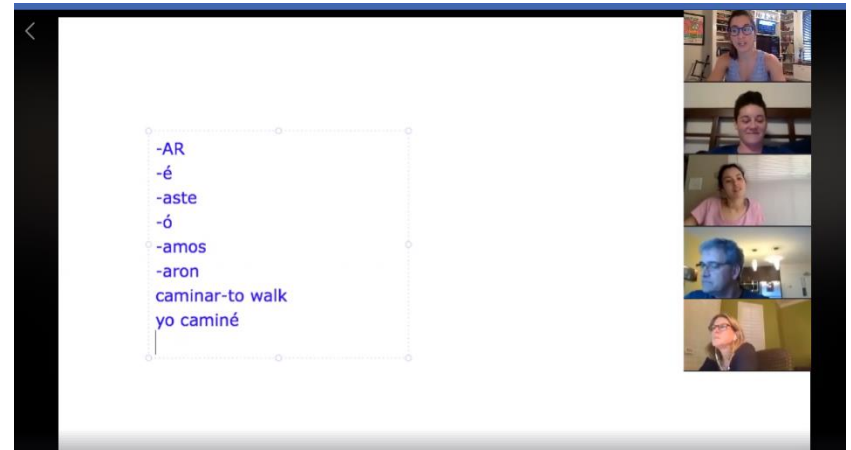 -AR
-é
-aste
-ó
-amos
-aron
caminar-to walk
yo caminé